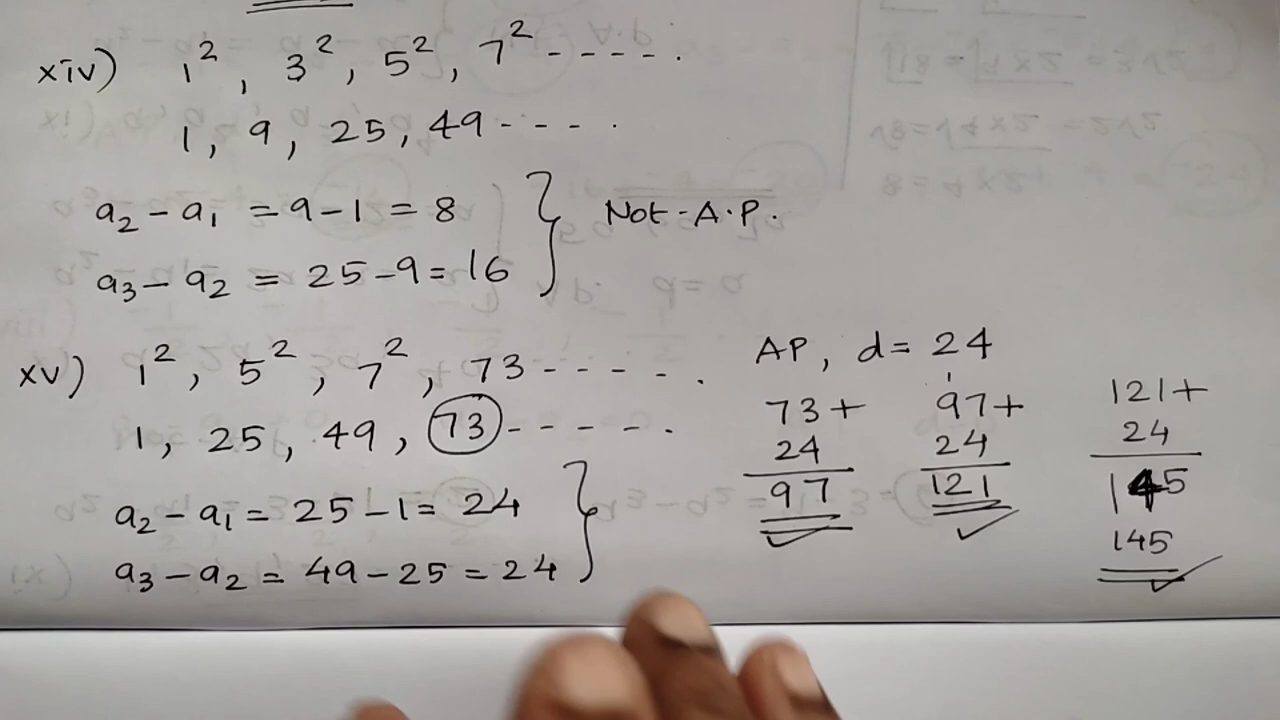 xiv) 1², 3², 5², 7² - - - - .
1, 9, 25, 49 - - - .
a₂ - a₁ = 9 - 1 = 8
a₃ - a₂ = 25 - 9 = 16
Not - A.P.
xv) 1², 5², 7², 73 - - - - - .
1, 25, 49, 73 - - - - - .
a₂ - a₁ = 25 - 1 = 24
a₃ - a₂ = 49 - 25 = 24
AP, d = 24
73 +
24
97
1
97 +
24
121
121 +
24
145
145